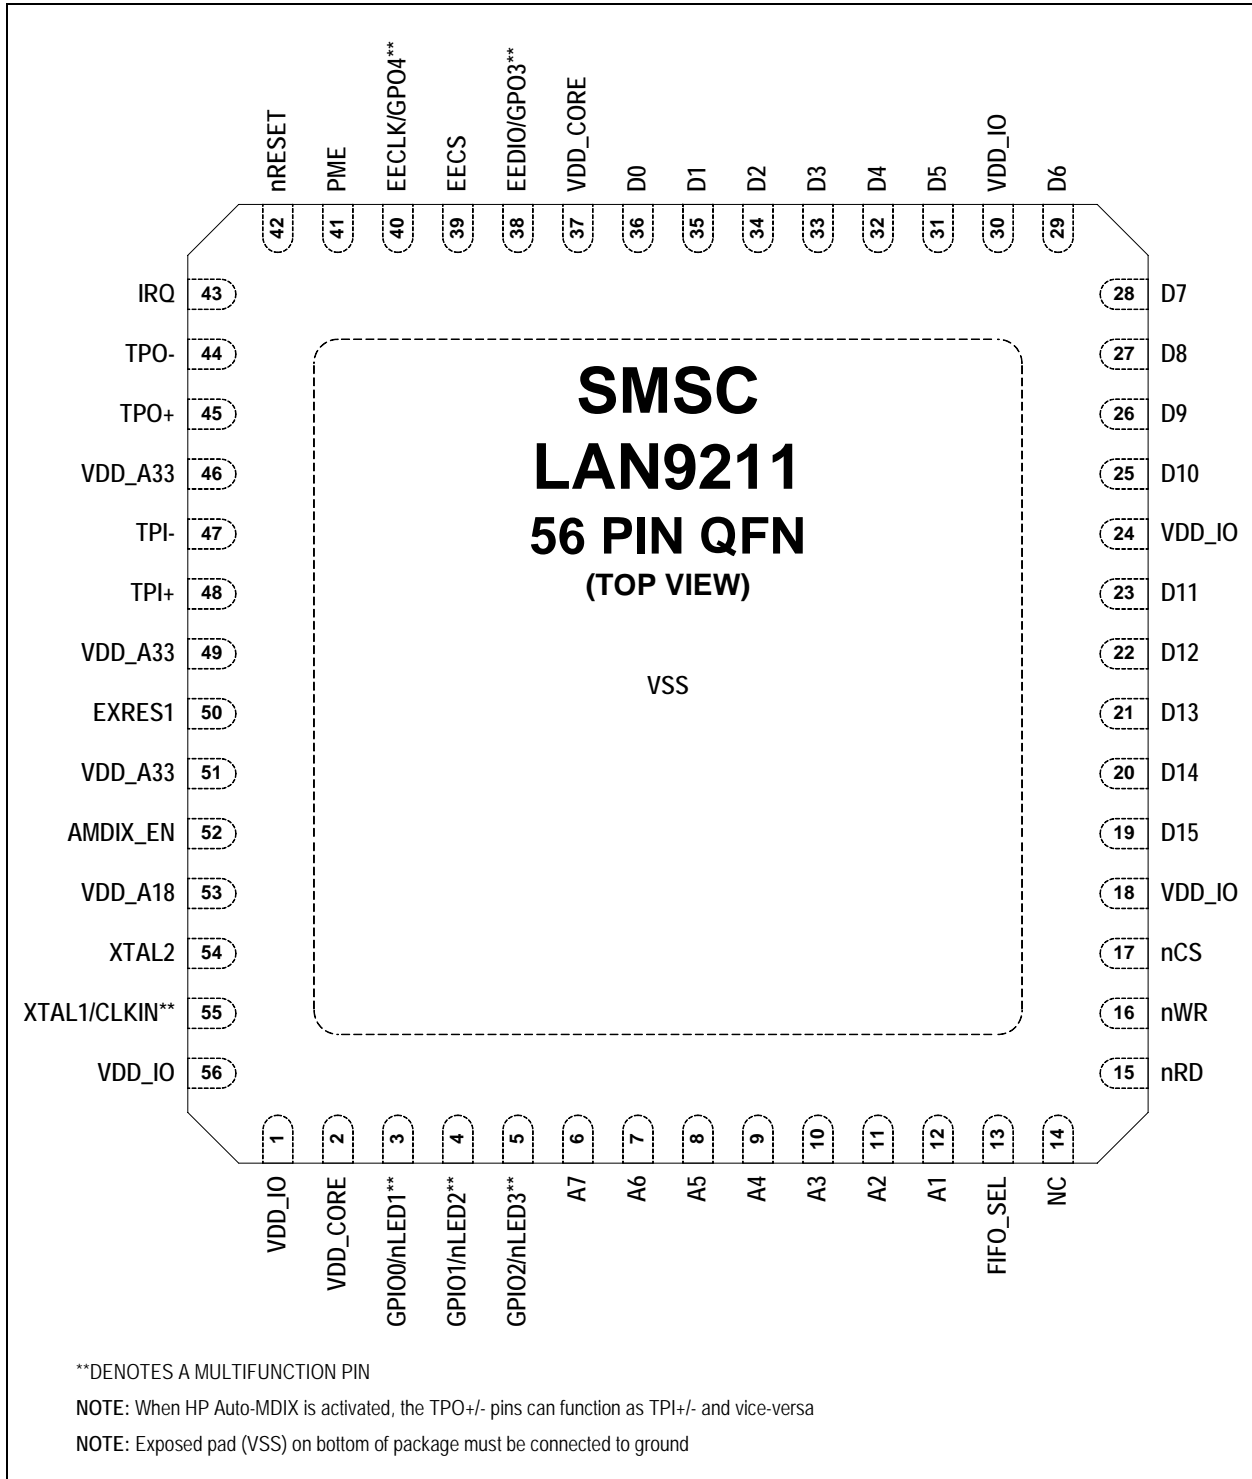 nRESET
PME
EECLK/GPO4**
EECS
EEDIO/GPO3**
VDD_CORE
D0
D1
D2
D3
D4
D5
VDD_IO
D6
42
41
40
39
38
37
36
35
34
33
32
31
30
29
IRQ 43
28 D7
TPO- 44
27 D8
TPO+ 45
26 D9
VDD_A33 46
25 D10
TPI- 47
24 VDD_IO
TPI+ 48
23 D11
VDD_A33 49
22 D12
EXRES1 50
21 D13
VDD_A33 51
20 D14
AMDIX_EN 52
19 D15
VDD_A18 53
18 VDD_IO
XTAL2 54
17 nCS
XTAL1/CLKIN** 55
16 nWR
VDD_IO 56
15 nRD
SMSC
LAN9211
56 PIN QFN
(TOP VIEW)
VSS
1
2
3
4
5
6
7
8
9
10
11
12
13
14
VDD_IO
VDD_CORE
GPIO0/nLED1**
GPIO1/nLED2**
GPIO2/nLED3**
A7
A6
A5
A4
A3
A2
A1
FIFO_SEL
NC
**DENOTES A MULTIFUNCTION PIN
NOTE: When HP Auto-MDIX is activated, the TPO+/- pins can function as TPI+/- and vice-versa
NOTE: Exposed pad (VSS) on bottom of package must be connected to ground